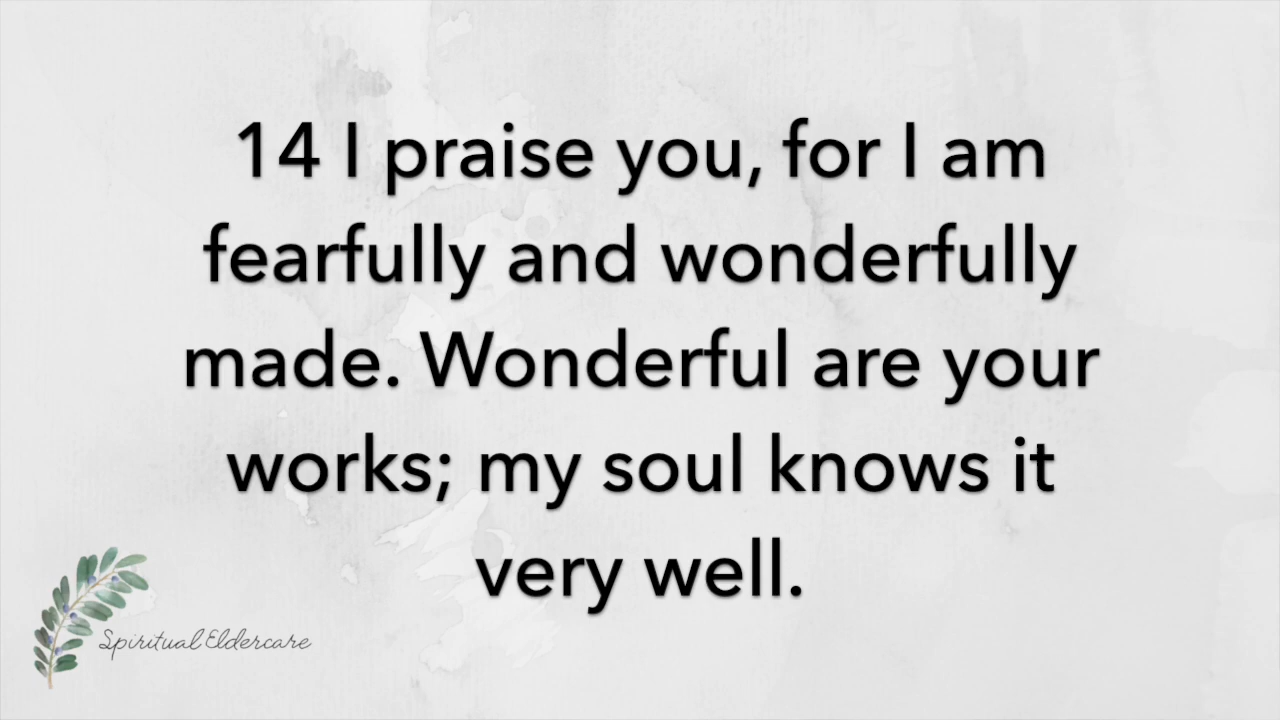 14 I praise you, for I am
fearfully and wonderfully
made. Wonderful are your
works; my soul knows it
very well.
Spiritual Eldercare